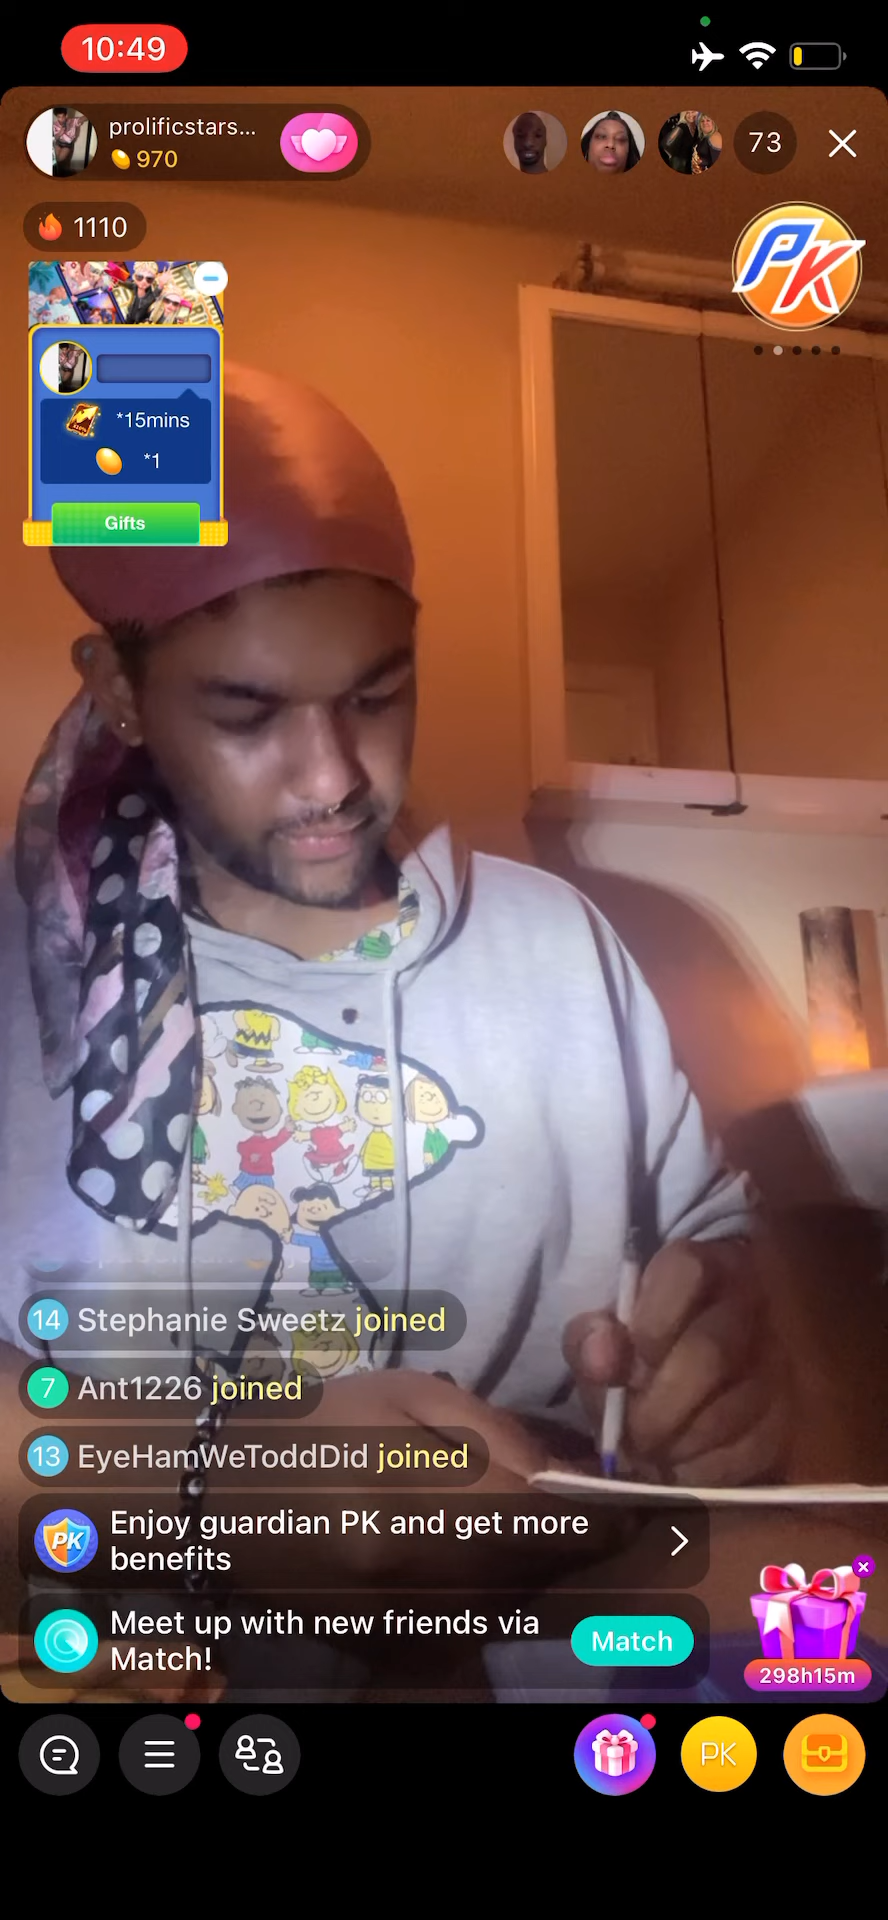 10:49
prolificstars...
970
73
1110
PK
*15mins
*1
Gifts
14 Stephanie Sweetz joined
7 Ant1226 joined
13 EyeHamWeToddDid joined
PK
Enjoy guardian PK and get more
benefits
Meet up with new friends via
Match!
Match
298h15m
PK